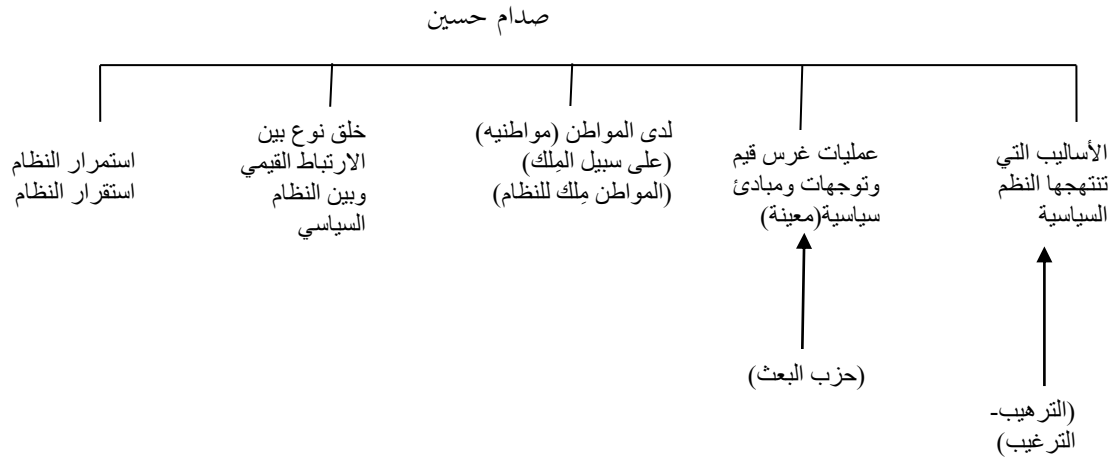 صدام حسين
الأساليب التي
تنتهجها النظم
السياسية
عمليات غرس قيم
وتوجهات ومبادئ
سياسية(معينة)
لدى المواطن (مواطنيه)
(على سبيل المِلك)
(المواطن مِلك للنظام)
خلق نوع بين
الارتباط القيمي
وبين النظام
السياسي
استمرار النظام
استقرار النظام
(حزب البعث)
(الترهيب-
الترغيب)